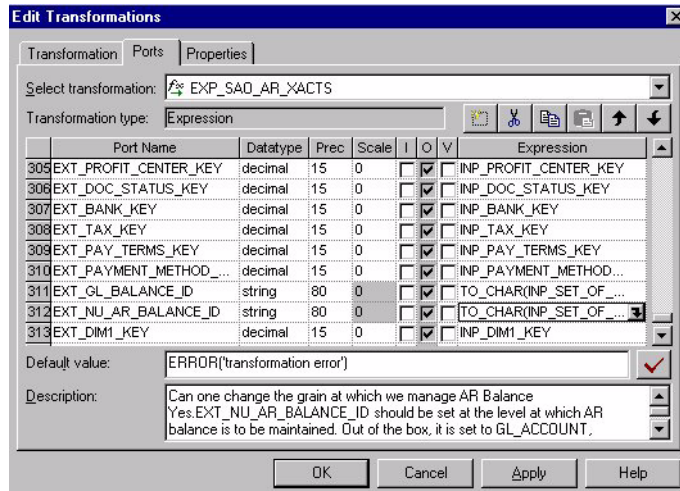 Edit Transformations
Transformation Ports Properties
Select transformation: EXP_SAO_AR_XACTS
Transformation type: Expression
Port Name Datatype Prec Scale I O V Expression
305 EXT_PROFIT_CENTER_KEY decimal 15 0 INP_PROFIT_CENTER_KEY
306 EXT_DOC_STATUS_KEY decimal 15 0 INP_DOC_STATUS_KEY
307 EXT_BANK_KEY decimal 15 0 INP_BANK_KEY
308 EXT_TAX_KEY decimal 15 0 INP_TAX_KEY
309 EXT_PAY_TERMS_KEY decimal 15 0 INP_PAY_TERMS_KEY
310 EXT_PAYMENT_METHOD_... decimal 15 0 INP_PAYMENT_METHOD...
311 EXT_GL_BALANCE_ID string 80 0 TO_CHAR(INP_SET_OF_...
312 EXT_NU_AR_BALANCE_ID string 80 0 TO_CHAR(INP_SET_OF_...
313 EXT_DIM1_KEY decimal 15 0 INP_DIM1_KEY
Default value: ERROR('transformation error')
Description: Can one change the grain at which we manage AR Balance
Yes.EXT_NU_AR_BALANCE_ID should be set at the level at which AR
balance is to be maintained. Out of the box, it is set to GL_ACCOUNT,
OK Cancel Apply Help